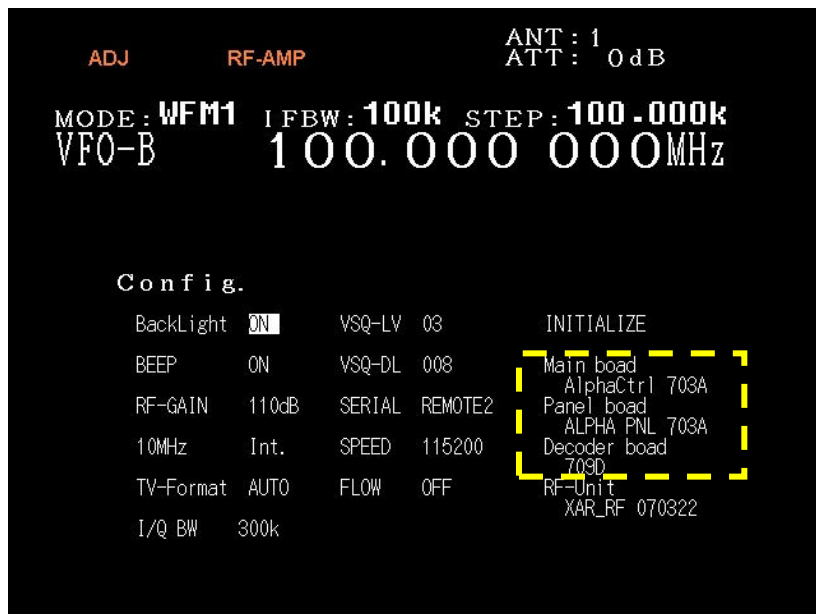 ANT:1
ADJ RF-AMP ATT: 0dB
MODE:WFM1 IFBW:100k STEP:100.000k
VFO-B 100.000 000MHz
Config.
BackLight ON VSQ-LV 03 INITIALIZE
BEEP ON VSQ-DL 008 Main boad
AlphaCtrl 703A
RF-GAIN 110dB SERIAL REMOTE2 Panel boad
ALPHA PNL 703A
10MHz Int. SPEED 115200 Decoder boad
709D
TV-Format AUTO FLOW OFF RF-Unit
XAR_RF 070322
I/Q BW 300k